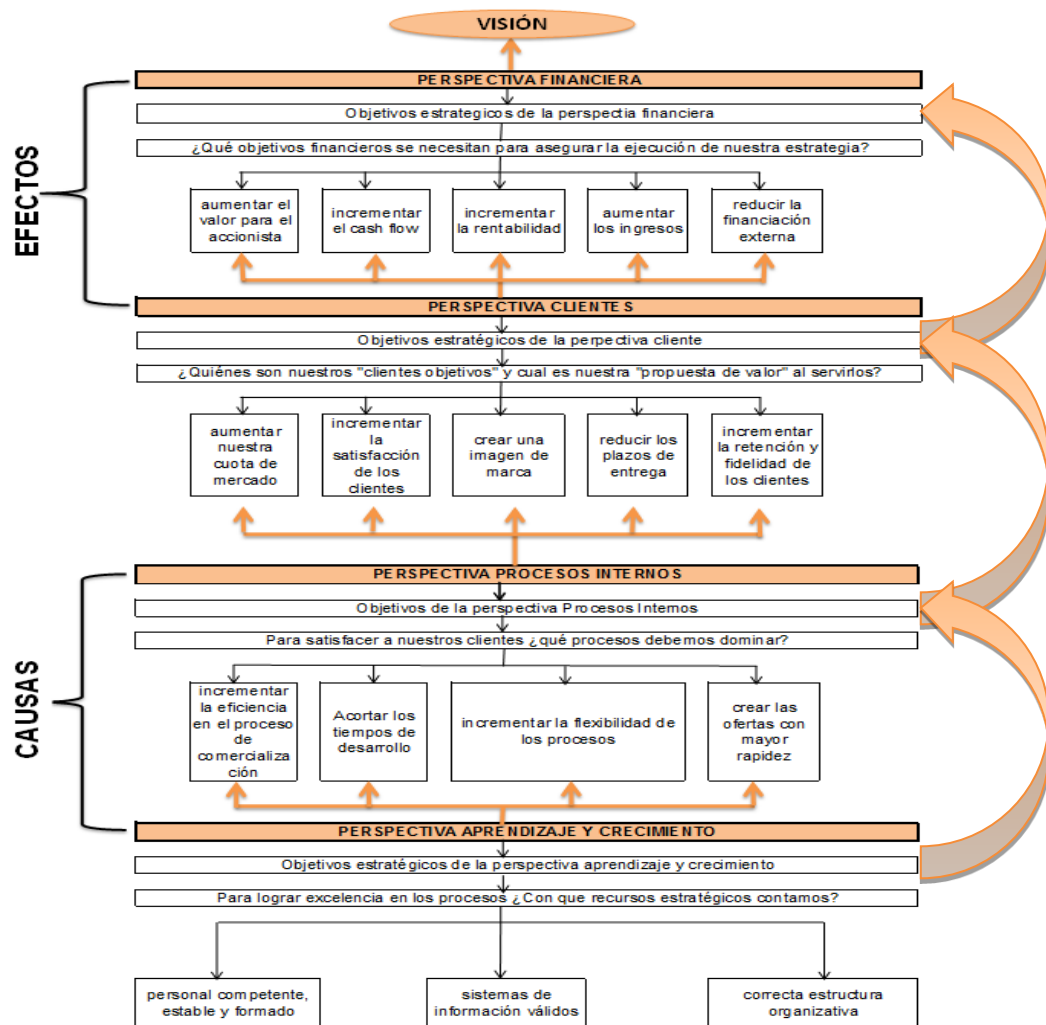 VISIÓN
PERSPECTIVA FINANCIERA
Objetivos estrategicos de la perspectia financiera
¿Qué objetivos financieros se necesitan para asegurar la ejecución de nuestra estrategia?
aumentar el
valor para el
accionista
incrementar
el cash flow
incrementar
la rentabilidad
aumentar
los ingresos
reducir la
financiación
externa
EFECTOS
PERSPECTIVA CLIENTES
Objetivos estratégicos de la perpectiva cliente
¿Quiénes son nuestros "clientes objetivos" y cual es nuestra "propuesta de valor" al servirlos?
aumentar
nuestra
cuota de
mercado
incrementar
la
satisfacción
de los
clientes
crear una
imagen de
marca
reducir los
plazos de
entrega
incrementar
la retención y
fidelidad de
los clientes
PERSPECTIVA PROCESOS INTERNOS
Objetivos de la perspectiva Procesos Internos
Para satisfacer a nuestros clientes ¿qué procesos debemos dominar?
incrementar
la eficiencia
en el proceso
de
comercializa
ción
Acortar los
tiempos de
desarrollo
incrementar la flexibilidad de
los procesos
crear las
ofertas con
mayor
rapidez
CAUSAS
PERSPECTIVA APRENDIZAJE Y CRECIMIENTO
Objetivos estratégicos de la perspectiva aprendizaje y crecimiento
Para lograr excelencia en los procesos ¿Con que recursos estratégicos contamos?
personal competente,
estable y formado
sistemas de
información válidos
correcta estructura
organizativa